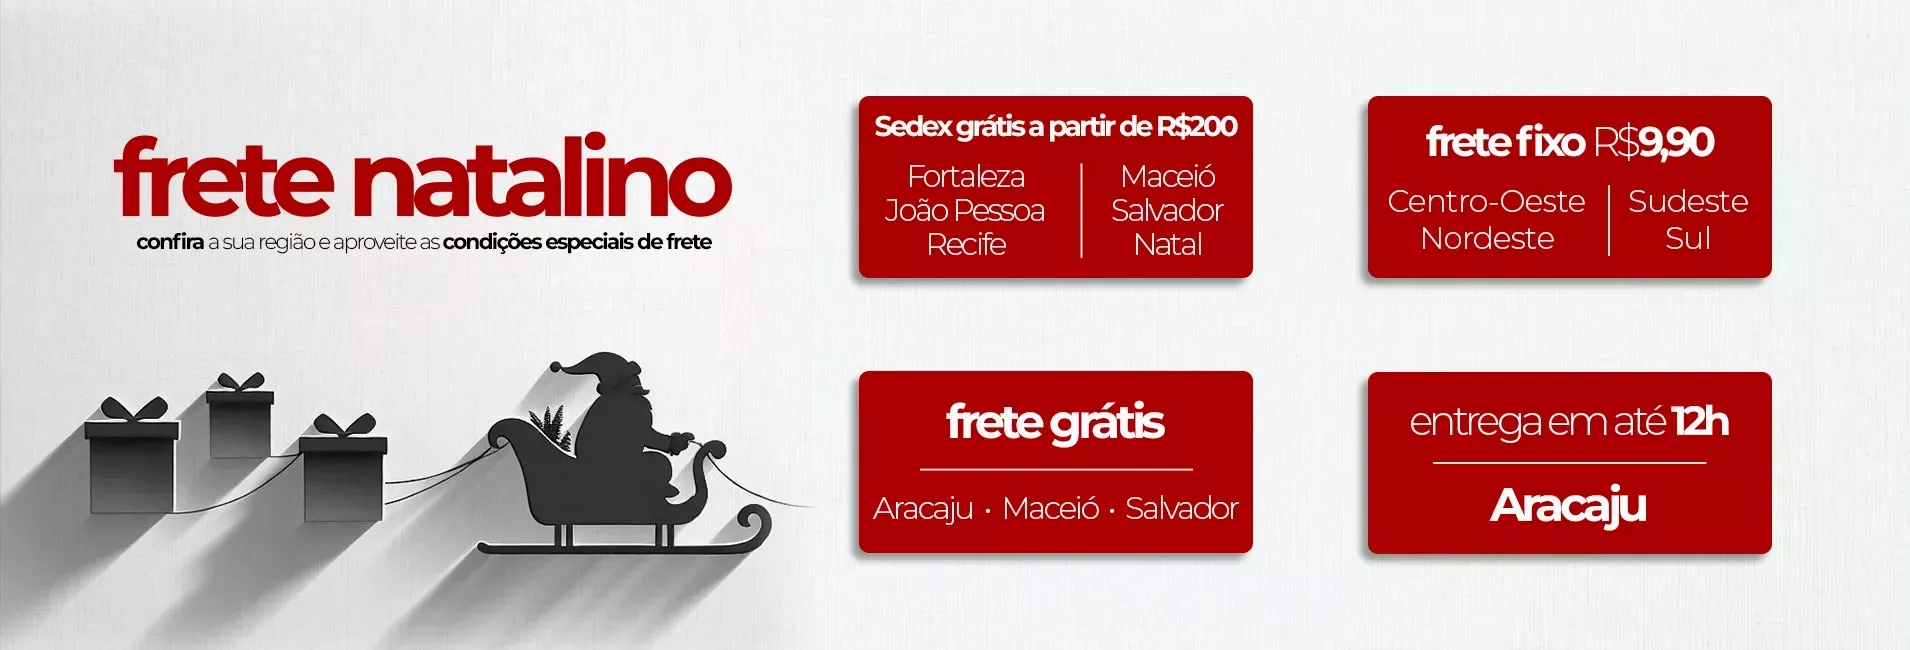 frete natalino
confira a sua região e aproveite as condições especiais de frete
Sedex grátis a partir de R$200
Fortaleza
João Pessoa
Recife
Maceió
Salvador
Natal
frete fixo R$9,90
Centro-Oeste
Nordeste
Sudeste
Sul
frete grátis
Aracaju · Maceió · Salvador
entrega em até 12h
Aracaju